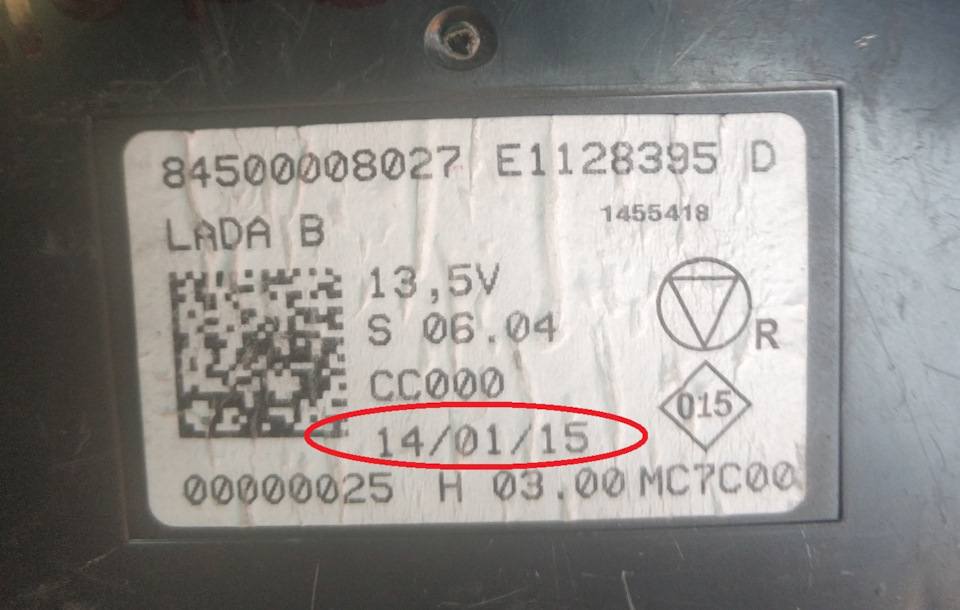 84500008027 E1128395 D
1455418
LADA B
13,5V
S 06.04
R
CC000
015
14/01/15
00000025 H 03.00 MC7C00